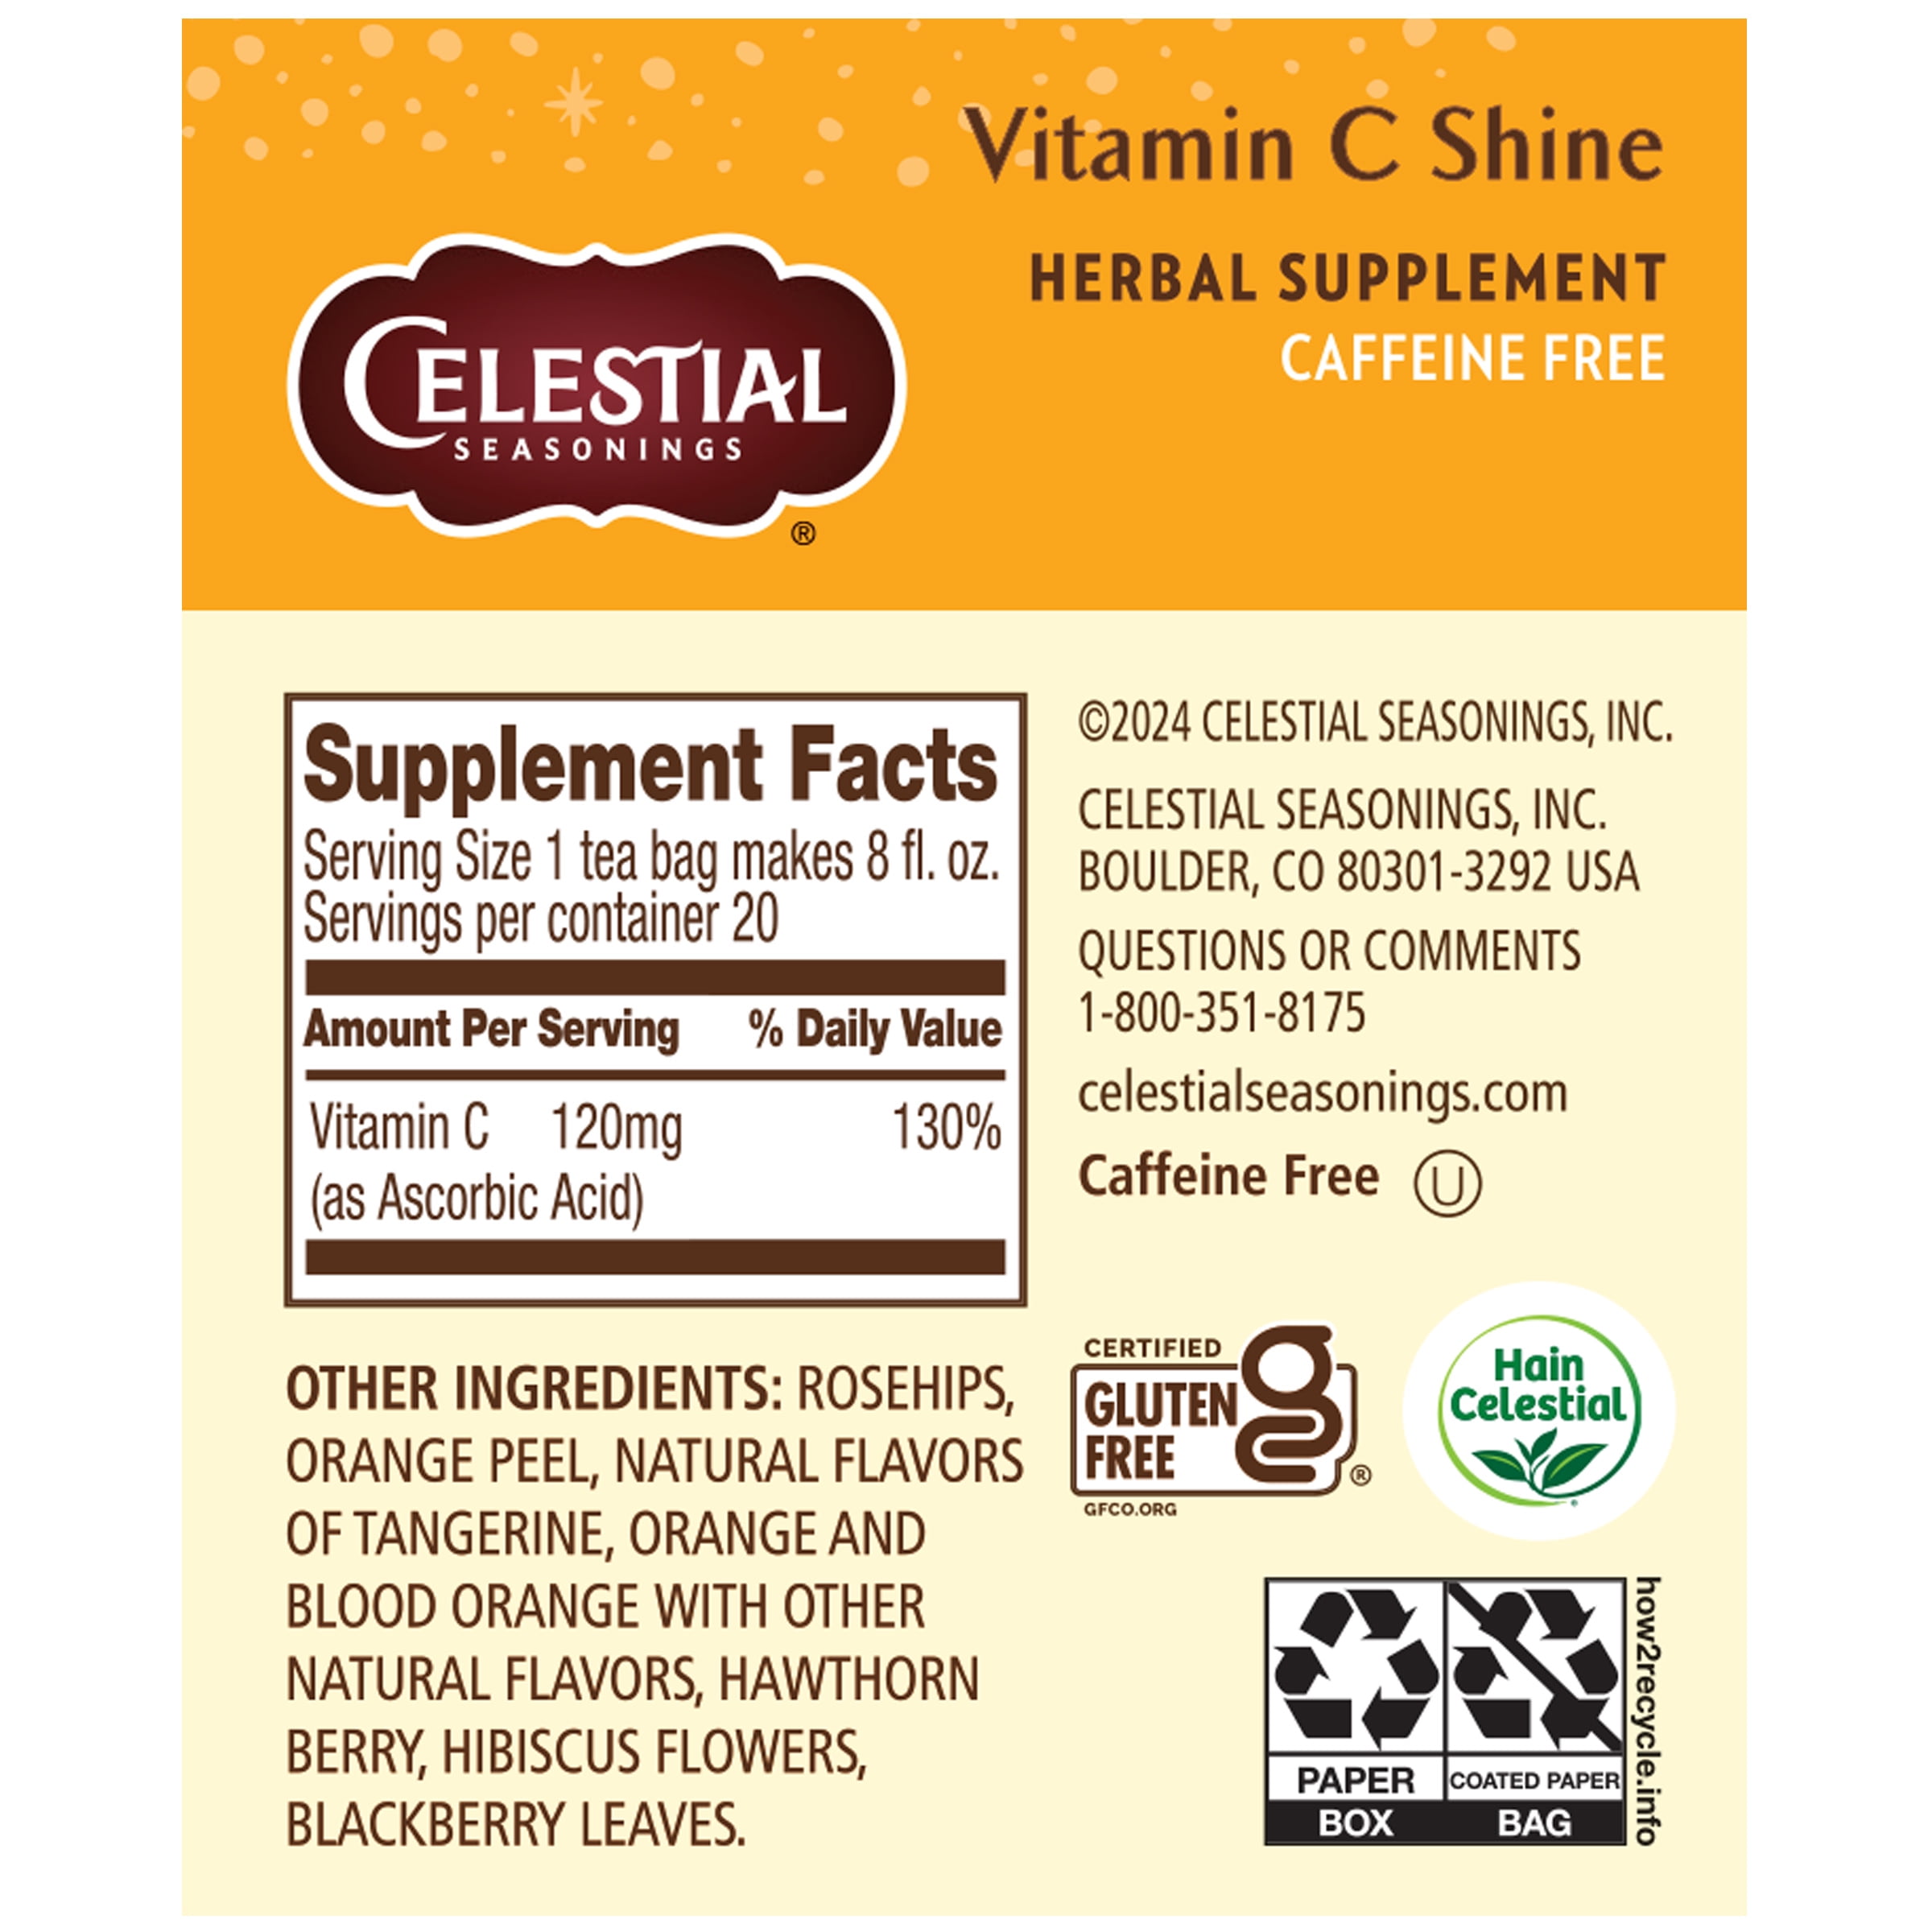 Vitamin C Shine
HERBAL SUPPLEMENT
CAFFEINE FREE
CELESTIAL
SEASONINGS
®
Supplement Facts
Serving Size 1 tea bag makes 8 fl. oz.
Servings per container 20
Amount Per Serving % Daily Value
Vitamin C 120mg 130%
(as Ascorbic Acid)
OTHER INGREDIENTS: ROSEHIPS,
ORANGE PEEL, NATURAL FLAVORS
OF TANGERINE, ORANGE AND
BLOOD ORANGE WITH OTHER
NATURAL FLAVORS, HAWTHORN
BERRY, HIBISCUS FLOWERS,
BLACKBERRY LEAVES.
©2024 CELESTIAL SEASONINGS, INC.
CELESTIAL SEASONINGS, INC.
BOULDER, CO 80301-3292 USA
QUESTIONS OR COMMENTS
1-800-351-8175
celestialseasonings.com
Caffeine Free U
CERTIFIED
GLUTEN
FREE
g
®
GFCO.ORG
Hain
Celestial
®
PAPER
BOX
COATED PAPER
BAG
how2recycle.info